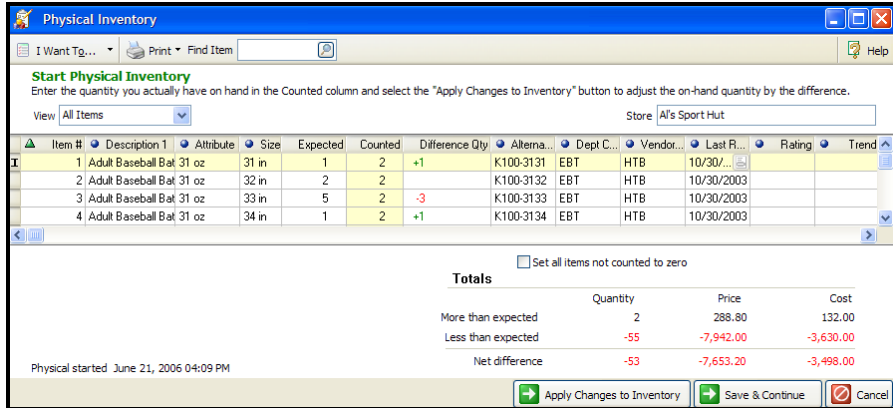 Physical Inventory
I Want To... Print Find Item Help
Start Physical Inventory
Enter the quantity you actually have on hand in the Counted column and select the "Apply Changes to Inventory" button to adjust the on-hand quantity by the difference.
View All Items Store Al's Sport Hut
Item # Description 1 Attribute Size Expected Counted Difference Qty Alterna... Dept C... Vendor... Last R... Rating Trend
1 Adult Baseball Bat 31 oz 31 in 1 2 +1 K100-3131 EBT HTB 10/30/...
2 Adult Baseball Bat 31 oz 32 in 2 2 K100-3132 EBT HTB 10/30/2003
3 Adult Baseball Bat 31 oz 33 in 5 2 -3 K100-3133 EBT HTB 10/30/2003
4 Adult Baseball Bat 31 oz 34 in 1 2 +1 K100-3134 EBT HTB 10/30/2003
Set all items not counted to zero
Totals
Quantity Price Cost
More than expected 2 288.80 132.00
Less than expected -55 -7,942.00 -3,630.00
Net difference -53 -7,653.20 -3,498.00
Physical started June 21, 2006 04:09 PM
Apply Changes to Inventory Save & Continue Cancel